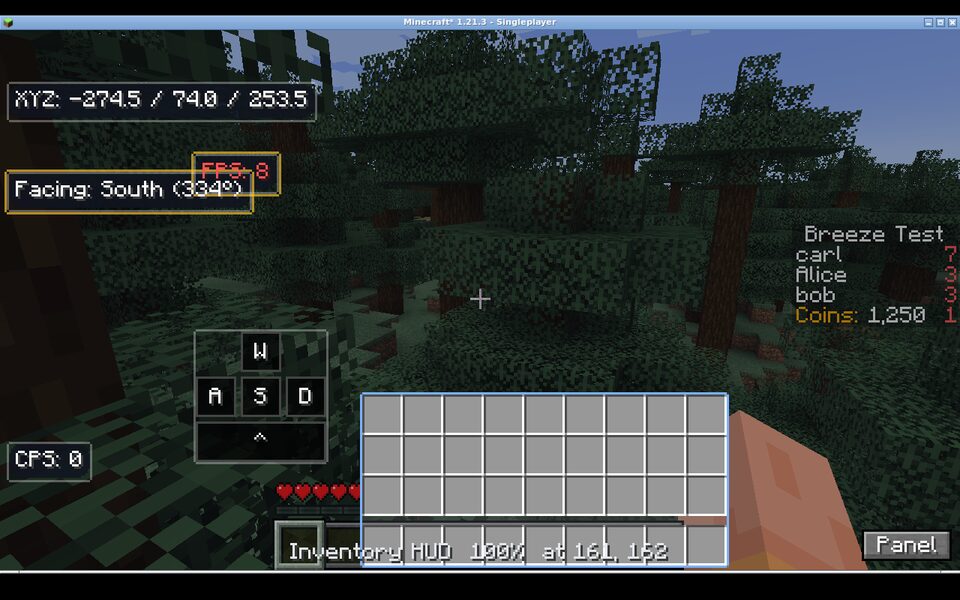 Minecraft* 1.21.3 - Singleplayer
XYZ: -274.5 / 74.0 / 253.5
FPS: 8
Facing: South (334°)
Breeze Test
carl 7
Alice 3
bob 3
Coins: 1,250 1
W
A S D
^
CPS: 0
Inventory HUD 100% at 161, 162
Panel